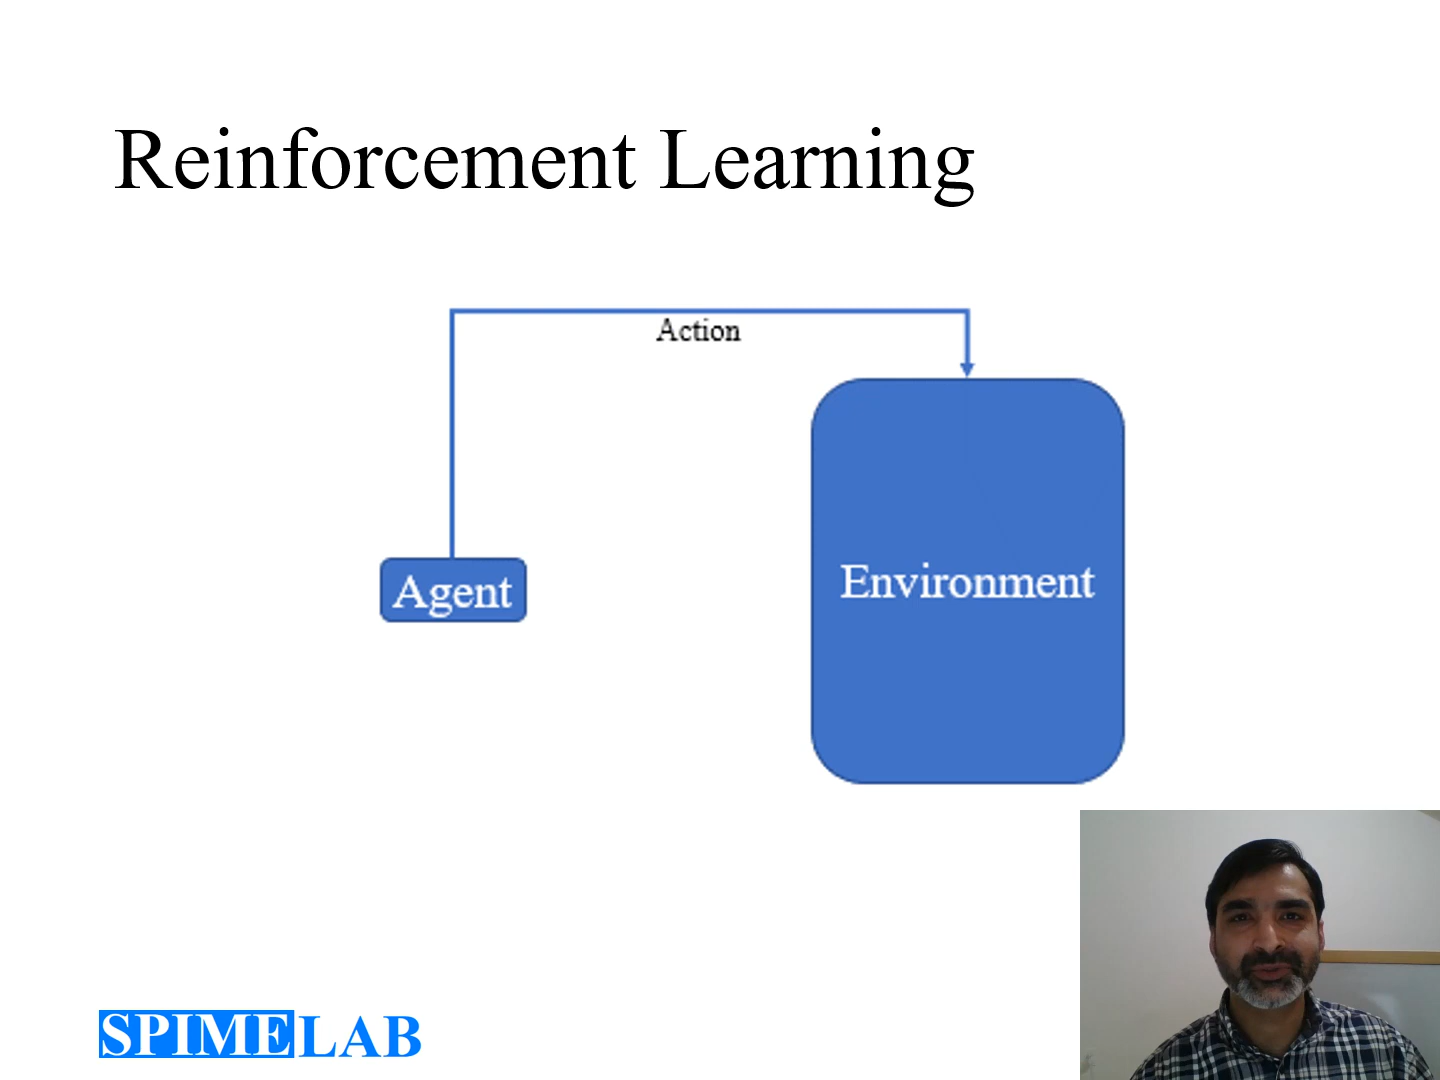 Reinforcement Learning
Action
Agent
Environment
SPIMELAB